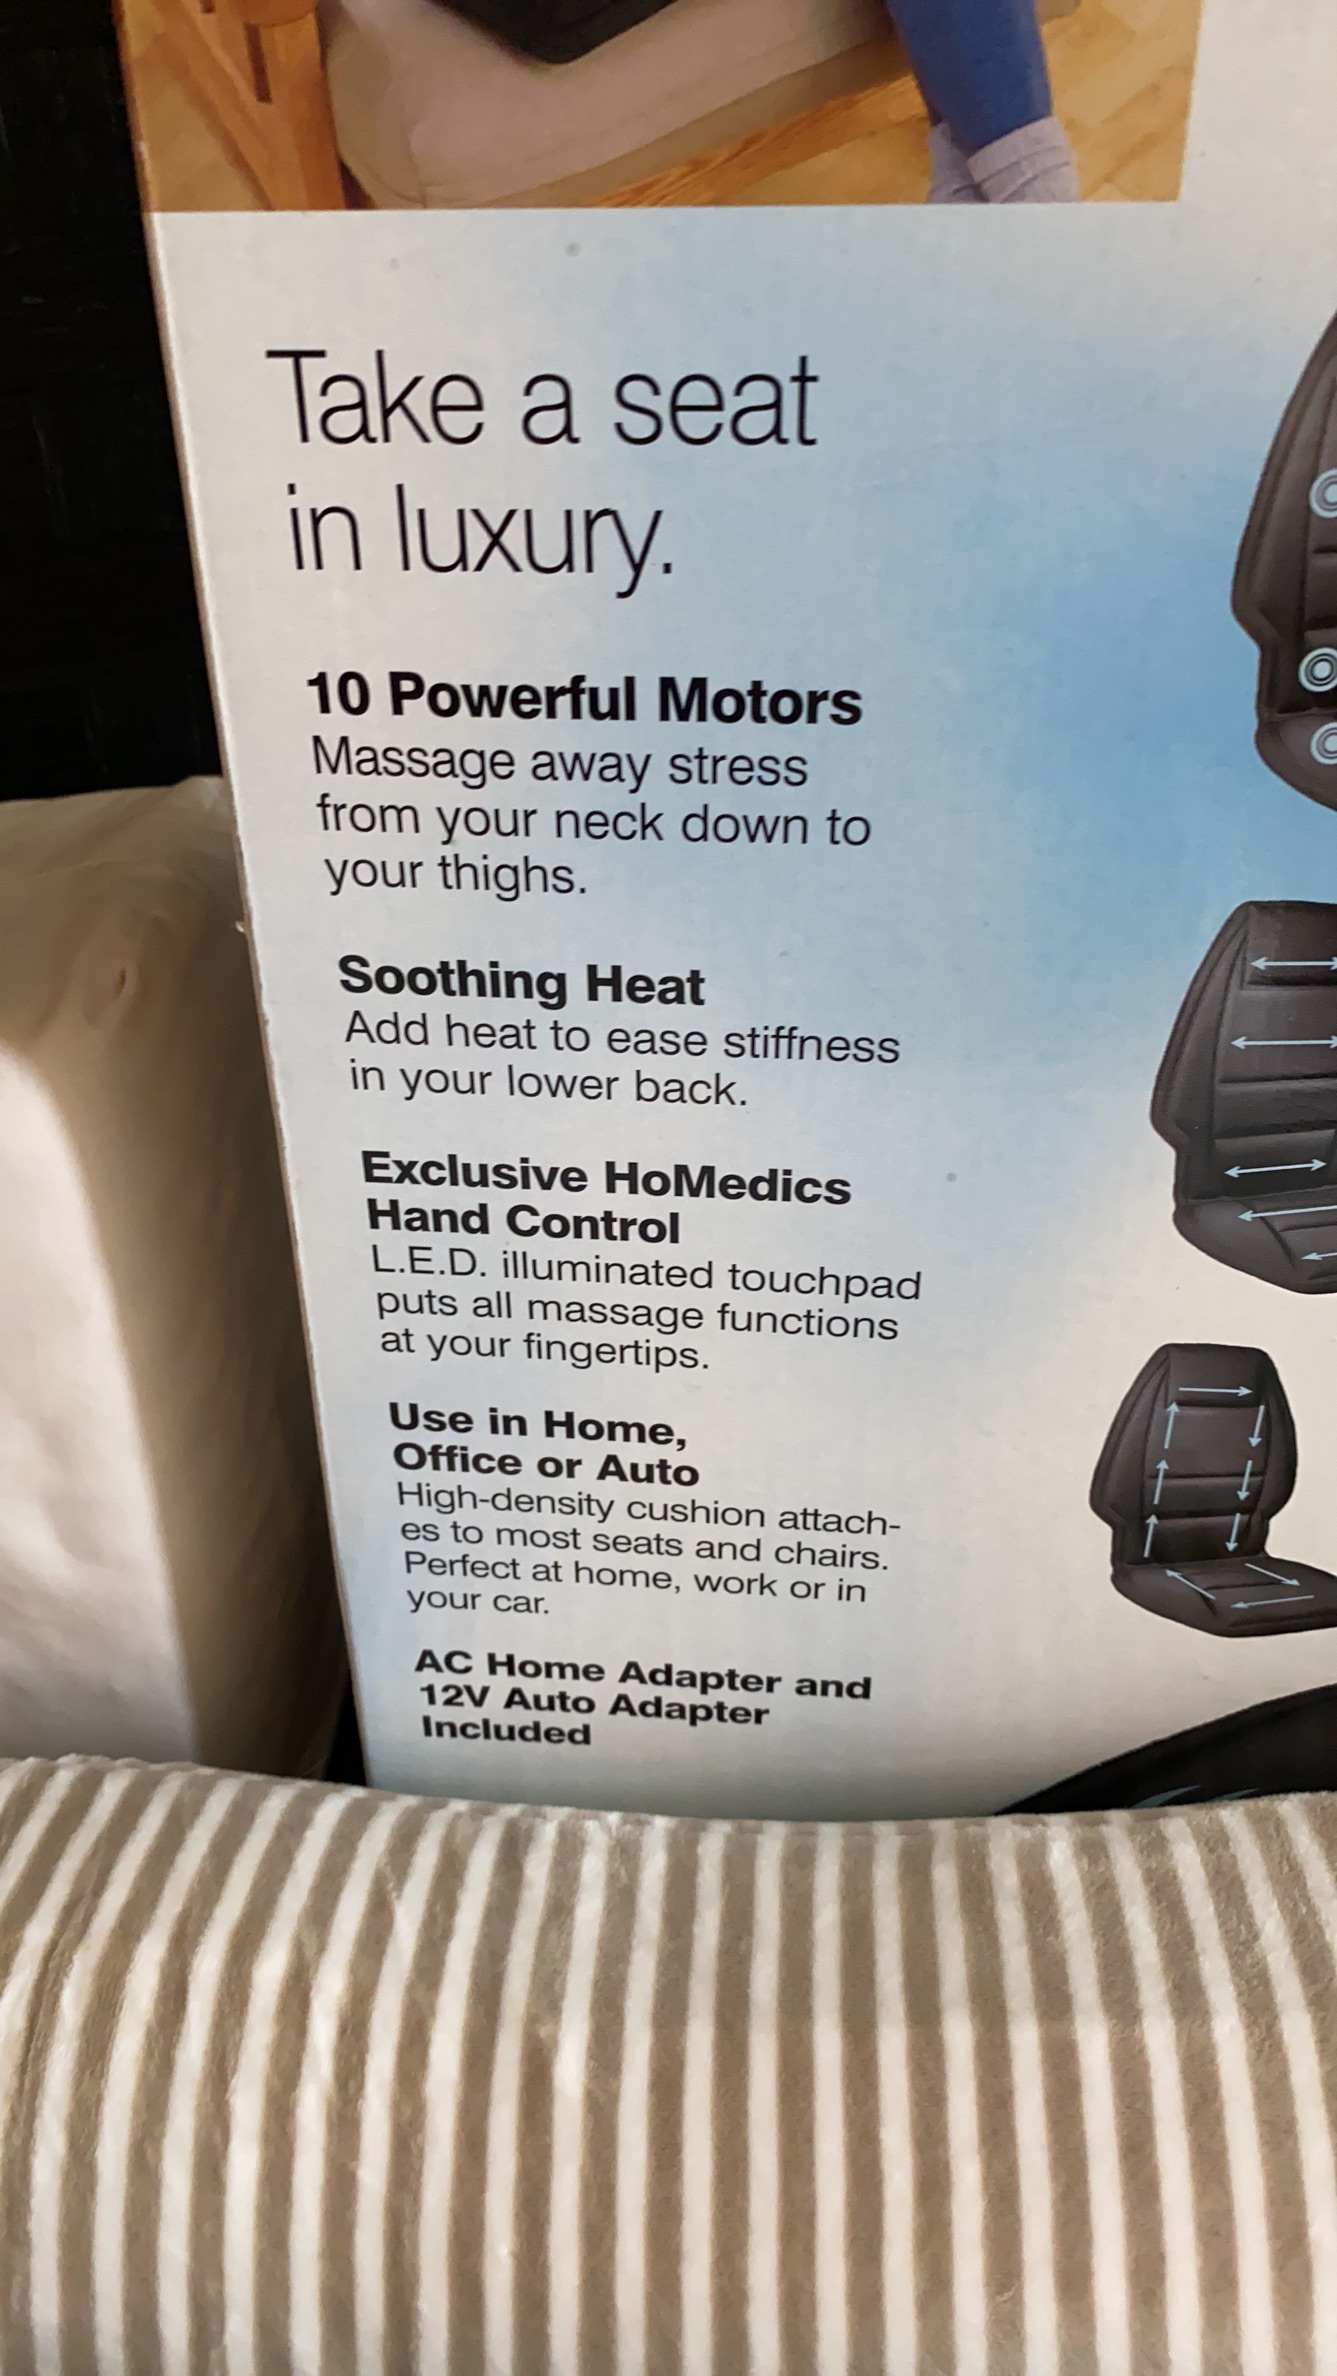 Take a seat
in luxury.
10 Powerful Motors
Massage away stress
from your neck down to
your thighs.
Soothing Heat
Add heat to ease stiffness
in your lower back.
Exclusive HoMedics
Hand Control
L.E.D. illuminated touchpad
puts all massage functions
at your fingertips.
Use in Home,
Office or Auto
High-density cushion attach-
es to most seats and chairs.
Perfect at home, work or in
your car.
AC Home Adapter and
12V Auto Adapter
Included